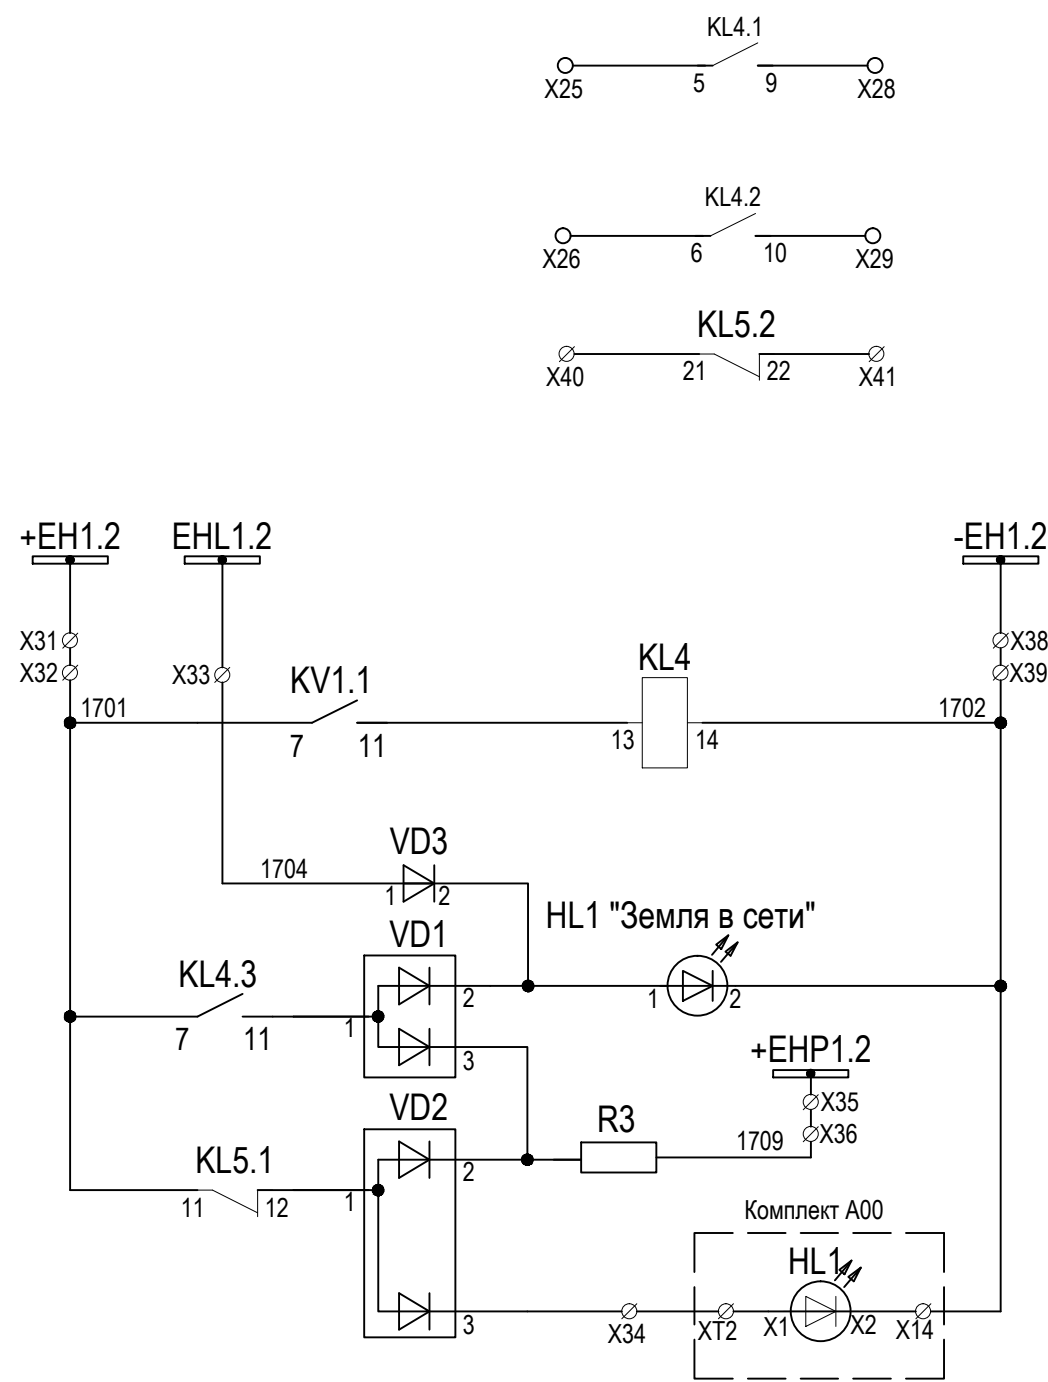 KL4.1
X25 5 9 X28
KL4.2
X26 6 10 X29
KL5.2
X40 21 22 X41
+EH1.2 EHL1.2 -EH1.2
X31 X38
X32 X33 KV1.1 KL4 X39
1701 1702
7 11 13 14
VD3
1704 1 2
HL1 "Земля в сети"
VD1
KL4.3 2 1 2
7 11 1
3 +EHP1.2
VD2 X35
R3 X36
KL5.1 2 1709
11 12 1
Комплект А00
HL1
3 X34 XT2 X1 X2 X14